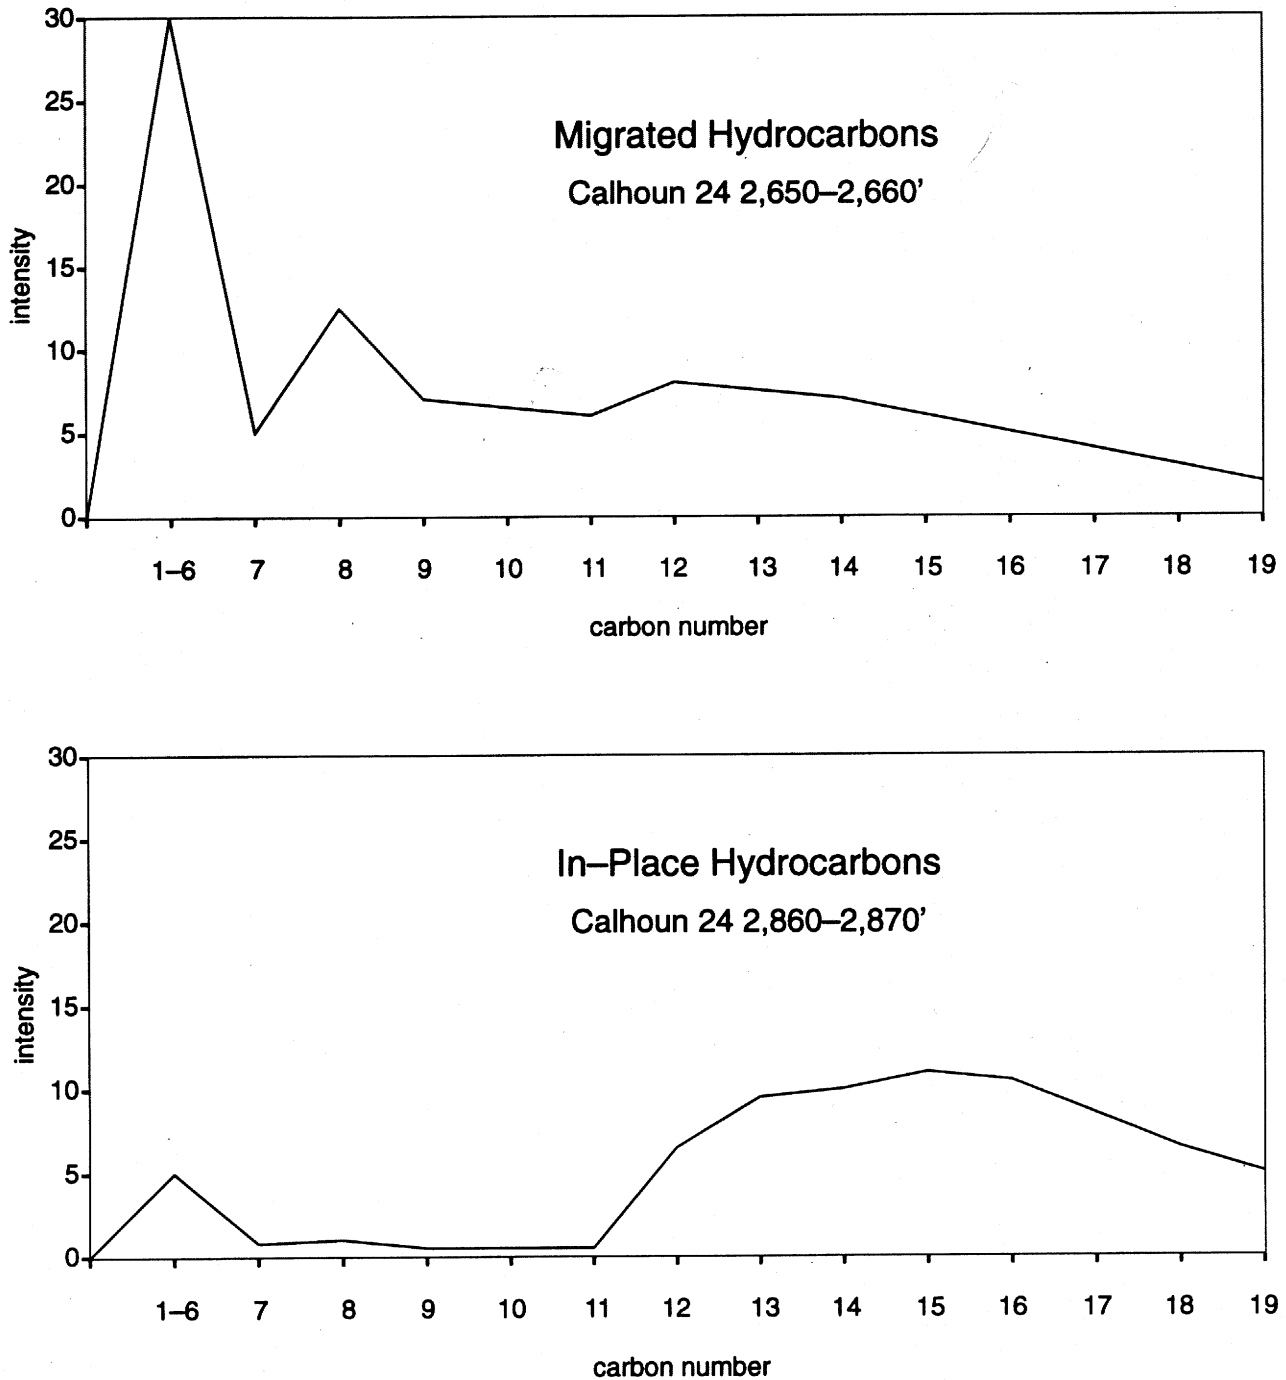 30
25
20
15
10
5
0
intensity
Migrated Hydrocarbons
Calhoun 24 2,650–2,660’
1–6 7 8 9 10 11 12 13 14 15 16 17 18 19
carbon number
30
25
20
15
10
5
0
intensity
In–Place Hydrocarbons
Calhoun 24 2,860–2,870’
1–6 7 8 9 10 11 12 13 14 15 16 17 18 19
carbon number